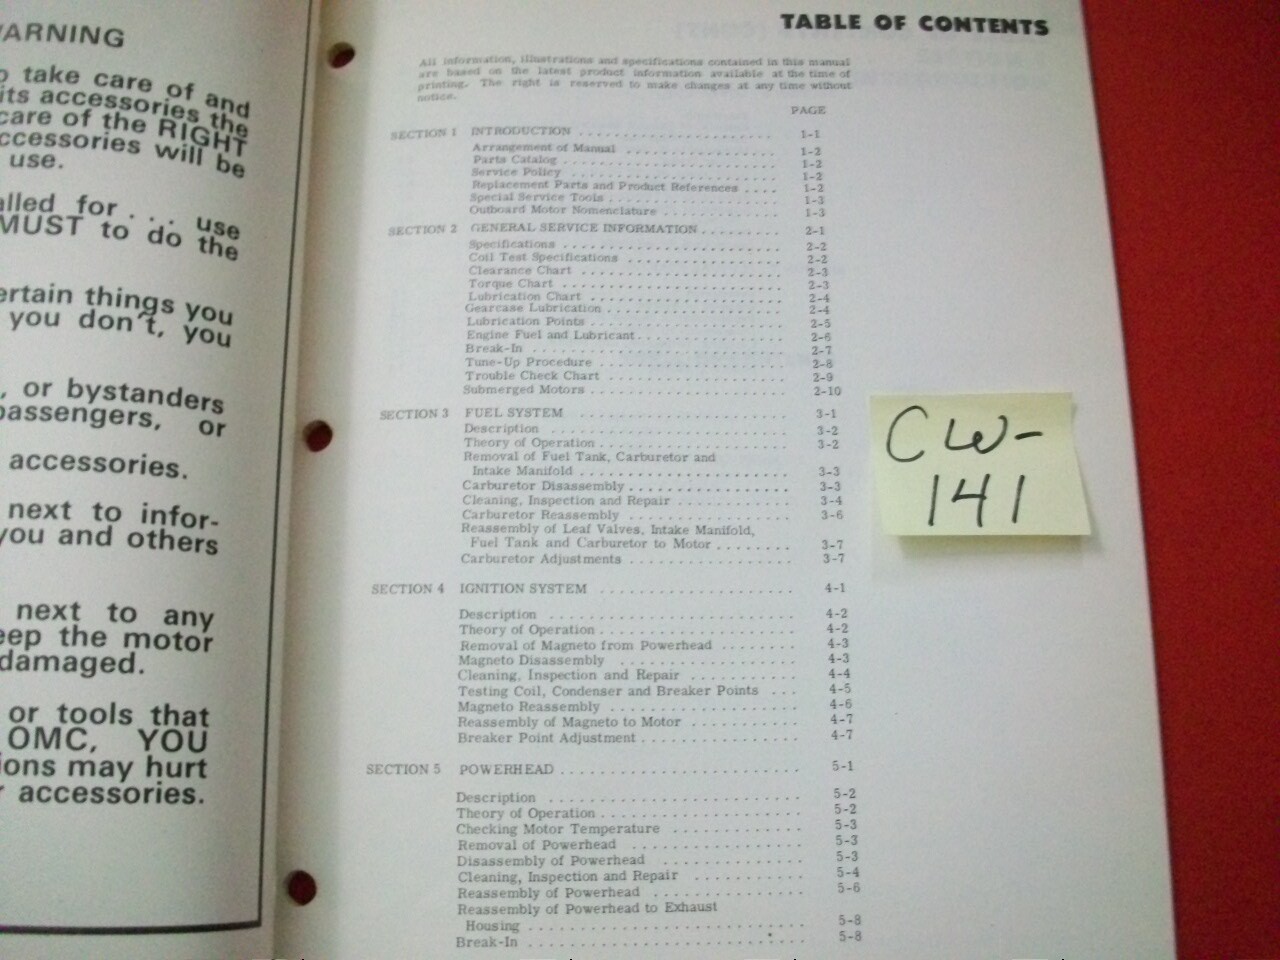 WARNING
o take care of and
its accessories the
care of the RIGHT
ccessories will be
use.
alled for . . . use
MUST to do the
ertain things you
you don't, you
, or bystanders
passengers, or
accessories.
next to infor-
you and others
next to any
eep the motor
damaged.
or tools that
OMC, YOU
ions may hurt
r accessories.
TABLE OF CONTENTS
All information, illustrations and specifications contained in this manual
are based on the latest product information available at the time of
printing. The right is reserved to make changes at any time without
notice.
PAGE
SECTION 1 INTRODUCTION 1-1
Arrangement of Manual 1-2
Parts Catalog 1-2
Service Policy 1-2
Replacement Parts and Product References 1-2
Special Service Tools 1-3
Outboard Motor Nomenclature 1-3
SECTION 2 GENERAL SERVICE INFORMATION 2-1
Specifications 2-2
Coil Test Specifications 2-2
Clearance Chart 2-3
Torque Chart 2-3
Lubrication Chart 2-4
Gearcase Lubrication 2-4
Lubrication Points 2-5
Engine Fuel and Lubricant 2-6
Break-In 2-7
Tune-Up Procedure 2-8
Trouble Check Chart 2-9
Submerged Motors 2-10
SECTION 3 FUEL SYSTEM 3-1
Description 3-2
Theory of Operation 3-2
Removal of Fuel Tank, Carburetor and
Intake Manifold 3-3
Carburetor Disassembly 3-3
Cleaning, Inspection and Repair 3-4
Carburetor Reassembly 3-6
Reassembly of Leaf Valves, Intake Manifold,
Fuel Tank and Carburetor to Motor 3-7
Carburetor Adjustments 3-7
SECTION 4 IGNITION SYSTEM 4-1
Description 4-2
Theory of Operation 4-2
Removal of Magneto from Powerhead 4-3
Magneto Disassembly 4-3
Cleaning, Inspection and Repair 4-4
Testing Coil, Condenser and Breaker Points 4-5
Magneto Reassembly 4-6
Reassembly of Magneto to Motor 4-7
Breaker Point Adjustment 4-7
SECTION 5 POWERHEAD 5-1
Description 5-2
Theory of Operation 5-2
Checking Motor Temperature 5-3
Removal of Powerhead 5-3
Disassembly of Powerhead 5-3
Cleaning, Inspection and Repair 5-4
Reassembly of Powerhead 5-6
Reassembly of Powerhead to Exhaust
Housing 5-8
Break-In 5-8
CW-
141